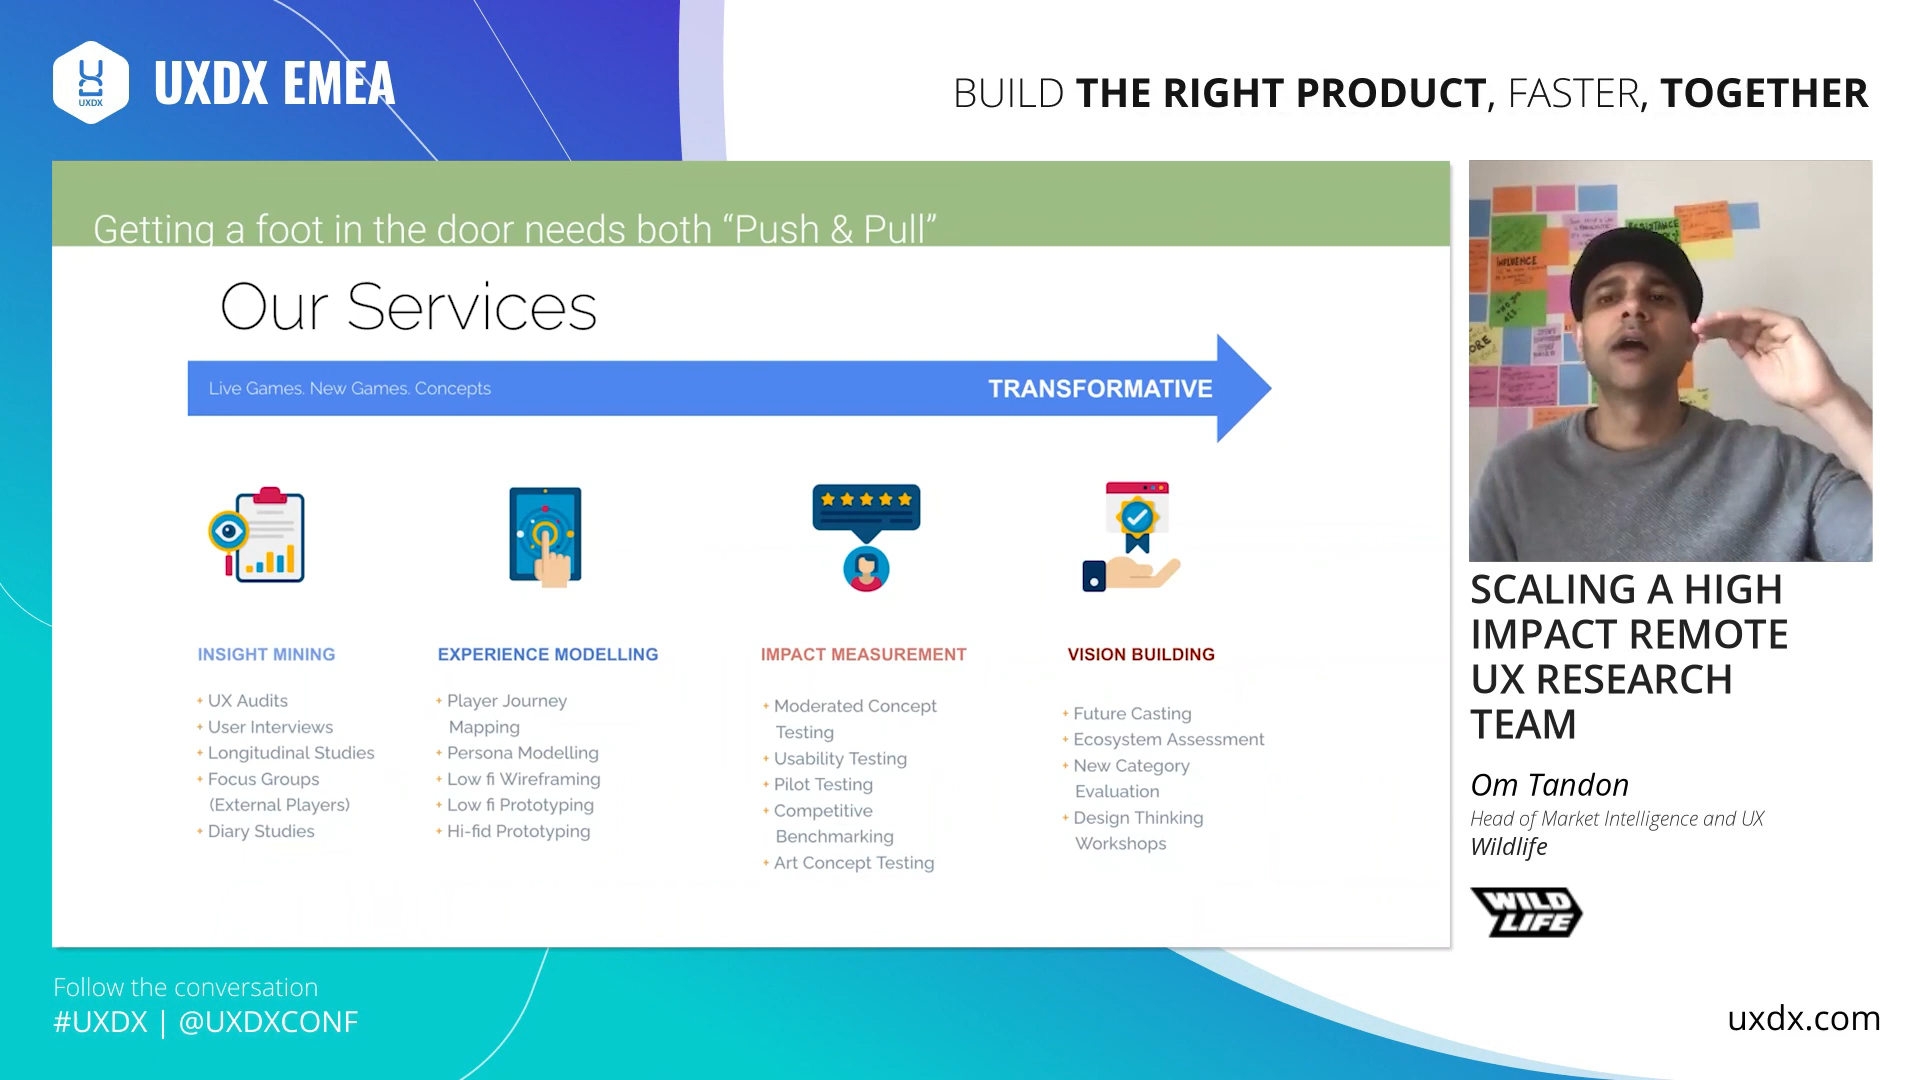 UXDX
UXDX EMEA
BUILD THE RIGHT PRODUCT, FASTER, TOGETHER
Getting a foot in the door needs both “Push & Pull”
Our Services
Live Games. New Games. Concepts
TRANSFORMATIVE
INSIGHT MINING
+ UX Audits
+ User Interviews
+ Longitudinal Studies
+ Focus Groups
(External Players)
+ Diary Studies
EXPERIENCE MODELLING
+ Player Journey
Mapping
+ Persona Modelling
+ Low fi Wireframing
+ Low fi Prototyping
+ Hi-fid Prototyping
IMPACT MEASUREMENT
+ Moderated Concept
Testing
+ Usability Testing
+ Pilot Testing
+ Competitive
Benchmarking
+ Art Concept Testing
VISION BUILDING
+ Future Casting
+ Ecosystem Assessment
+ New Category
Evaluation
+ Design Thinking
Workshops
RESISTANCE
INFLUENCE
SCALING A HIGH
IMPACT REMOTE
UX RESEARCH
TEAM
Om Tandon
Head of Market Intelligence and UX
Wildlife
WILD
LIFE
Follow the conversation
#UXDX | @UXDXCONF
uxdx.com